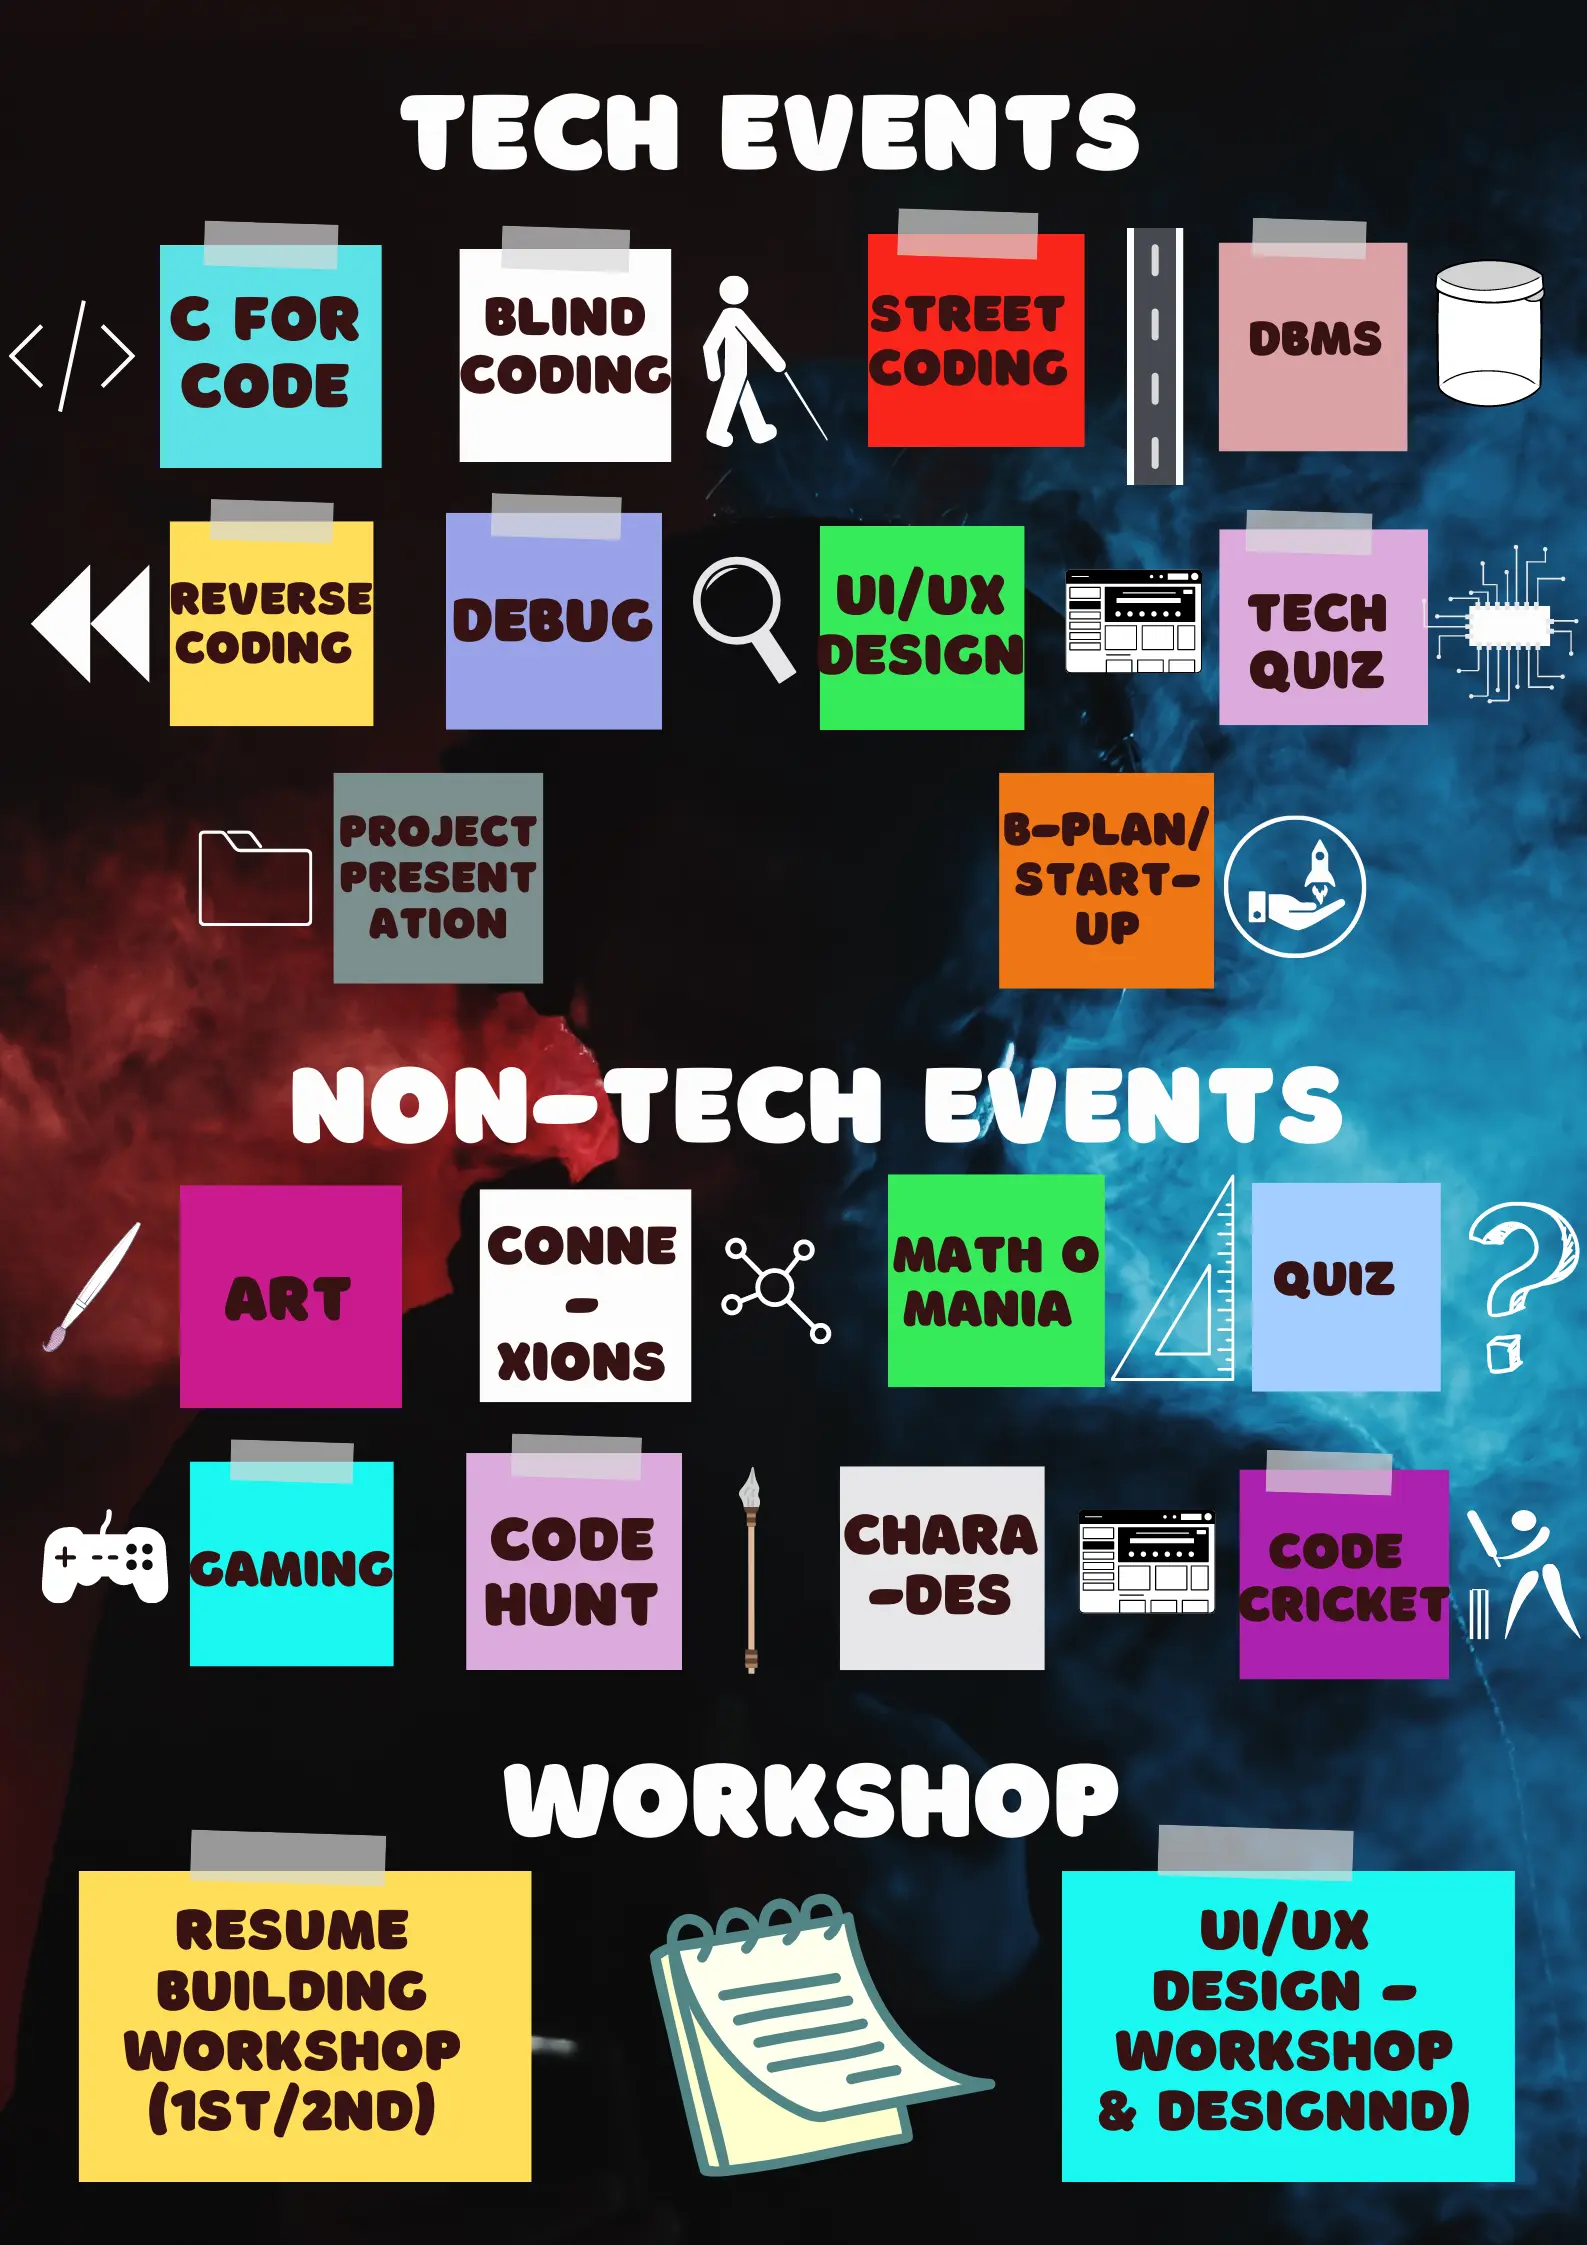 TECH EVENTS
C FOR
CODE
BLIND
CODING
STREET
CODING
DBMS
REVERSE
CODING
DEBUG
UI/UX
DESIGN
TECH
QUIZ
PROJECT
PRESENT
ATION
B-PLAN/
START-
UP
NON-TECH EVENTS
ART
CONNE
-
XIONS
MATH O
MANIA
QUIZ
GAMING
CODE
HUNT
CHARA
-DES
CODE
CRICKET
WORKSHOP
RESUME
BUILDING
WORKSHOP
(1ST/2ND)
UI/UX
DESIGN -
WORKSHOP
& DESIGNND)